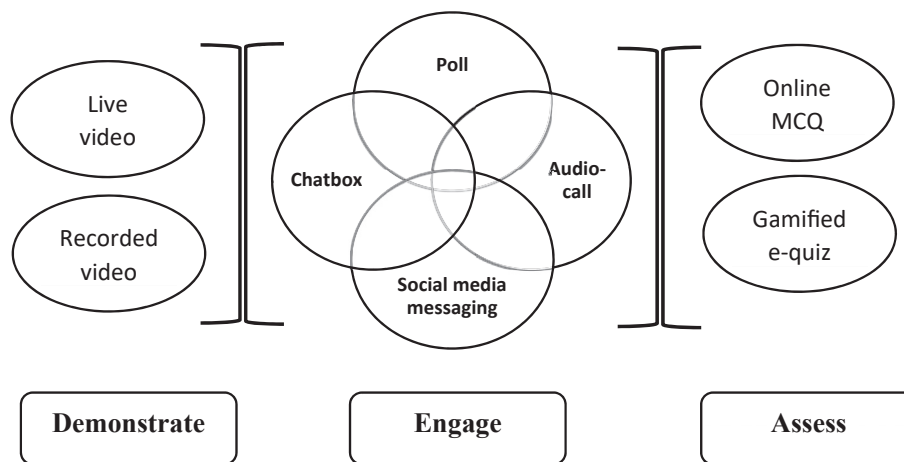 Live
video
Recorded
video
Poll
Chatbox
Audio-
call
Social media
messaging
Online
MCQ
Gamified
e-quiz
Demonstrate
Engage
Assess